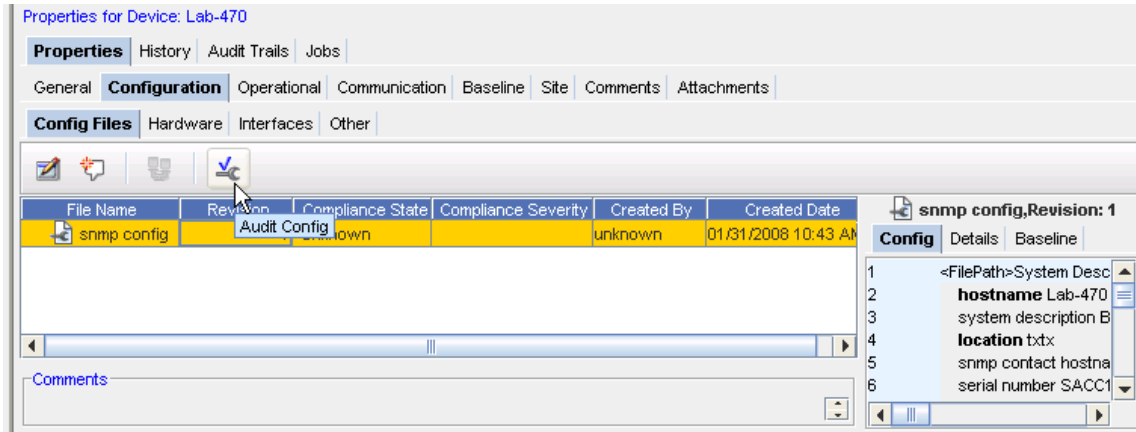 Properties for Device: Lab-470
Properties History Audit Trails Jobs
General Configuration Operational Communication Baseline Site Comments Attachments
Config Files Hardware Interfaces Other
File Name Revision Compliance State Compliance Severity Created By Created Date
snmp config unknown 01/31/2008 10:43 AM
Audit Config
Comments
snmp config,Revision: 1
Config Details Baseline
1 <FilePath>System Desc
2 hostname Lab-470
3 system description B
4 location txtx
5 snmp contact hostna
6 serial number SACC1